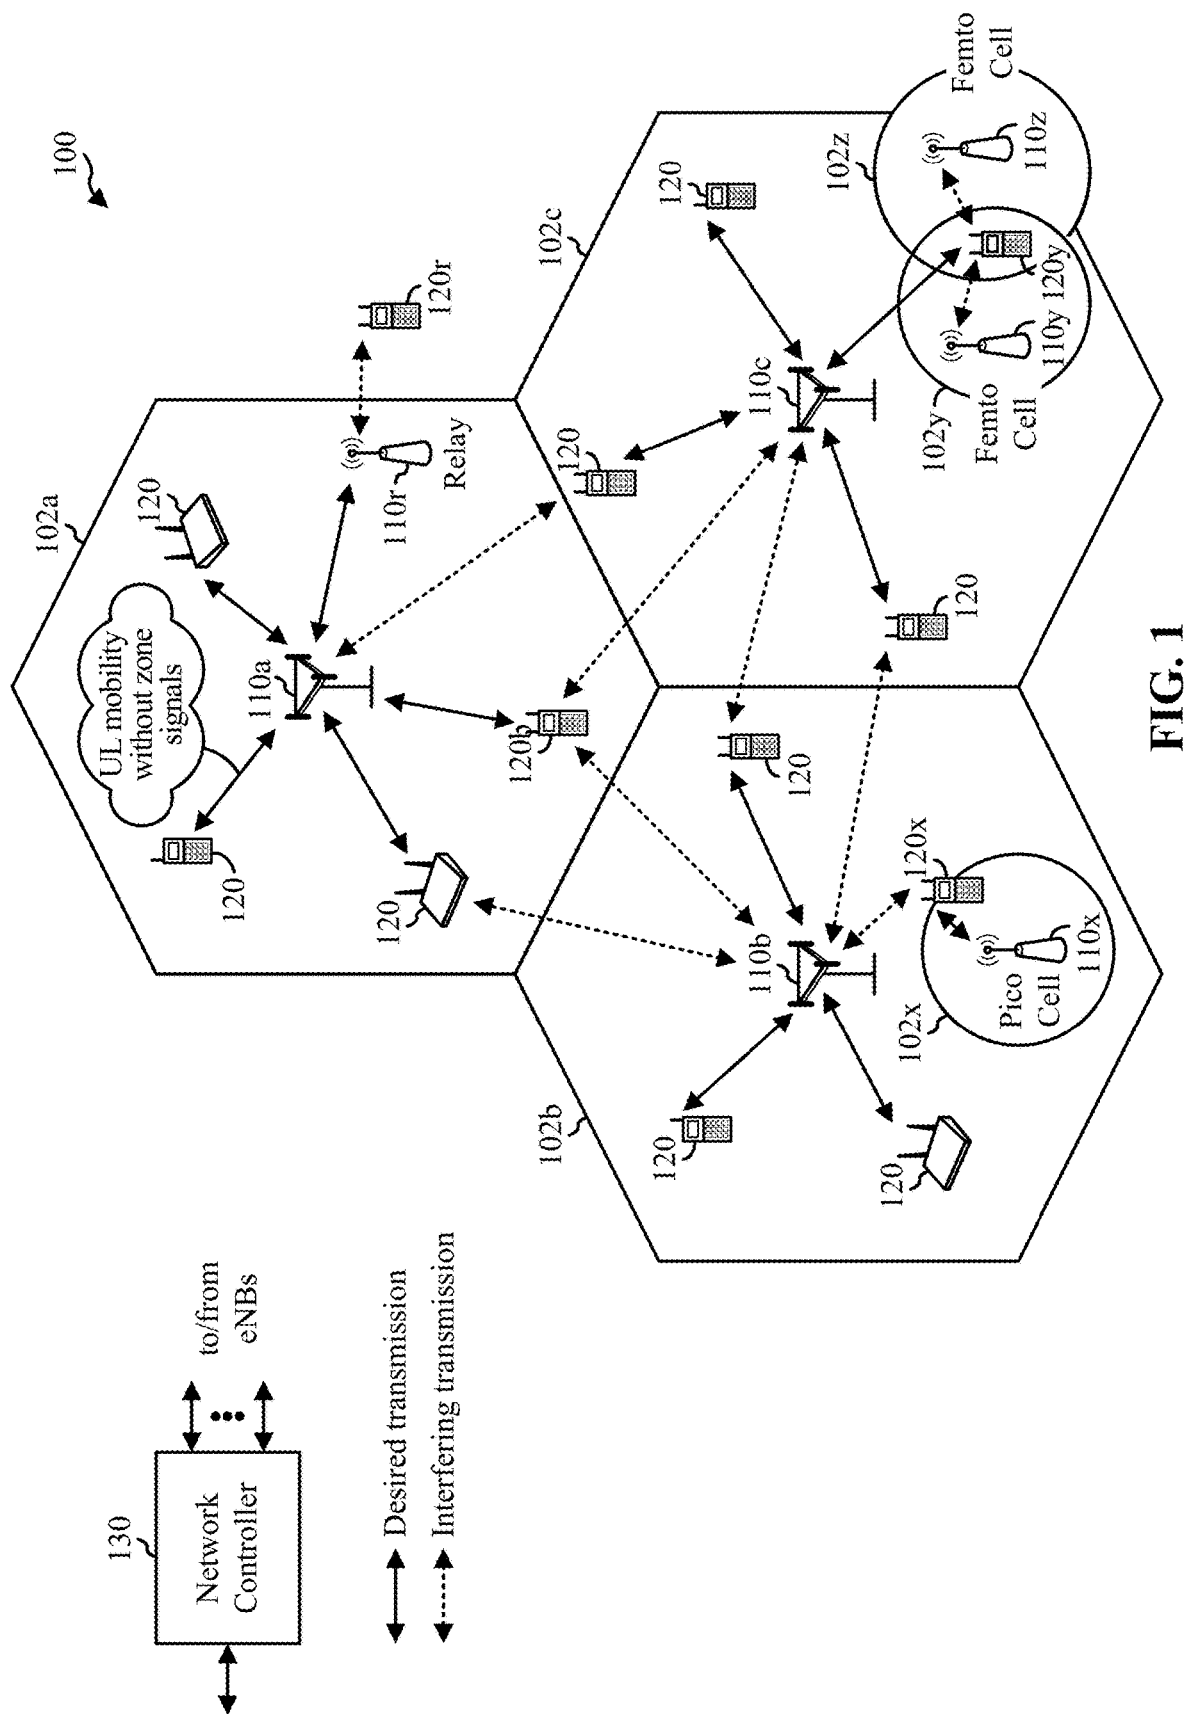 100
130
Network
Controller
to/from
eNBs
Desired transmission
Interfering transmission
102a
UL mobility
without zone
signals
120
120
110a
120
110r
Relay
120r
120b
102b
120
110b
120
120
102x
Pico
Cell
110x
120x
102c
120
120
110c
120
102y
Femto
Cell
110y
120y
102z
110z
Femto
Cell
FIG. 1